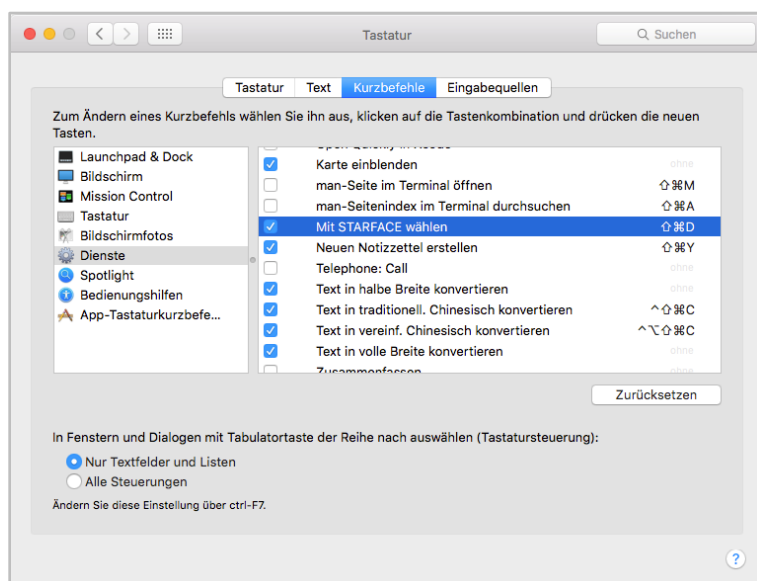 Tastatur
Suchen
Tastatur Text Kurzbefehle Eingabequellen
Zum Ändern eines Kurzbefehls wählen Sie ihn aus, klicken auf die Tastenkombination und drücken die neuen
Tasten.
Launchpad & Dock
Bildschirm
Mission Control
Tastatur
Bildschirmfotos
Dienste
Spotlight
Bedienungshilfen
App-Tastaturkurzbefe...
Karte einblenden ohne
man-Seite im Terminal öffnen ⇧⌘M
man-Seitenindex im Terminal durchsuchen ⇧⌘A
Mit STARFACE wählen ⇧⌘D
Neuen Notizzettel erstellen ⇧⌘Y
Telephone: Call ohne
Text in halbe Breite konvertieren ohne
Text in traditionell. Chinesisch konvertieren ^⇧⌘C
Text in vereinf. Chinesisch konvertieren ^⌥⇧⌘C
Text in volle Breite konvertieren ohne
Zusammenfassen ohne
Zurücksetzen
In Fenstern und Dialogen mit Tabulatortaste der Reihe nach auswählen (Tastatursteuerung):
Nur Textfelder und Listen
Alle Steuerungen
Ändern Sie diese Einstellung über ctrl-F7.
?